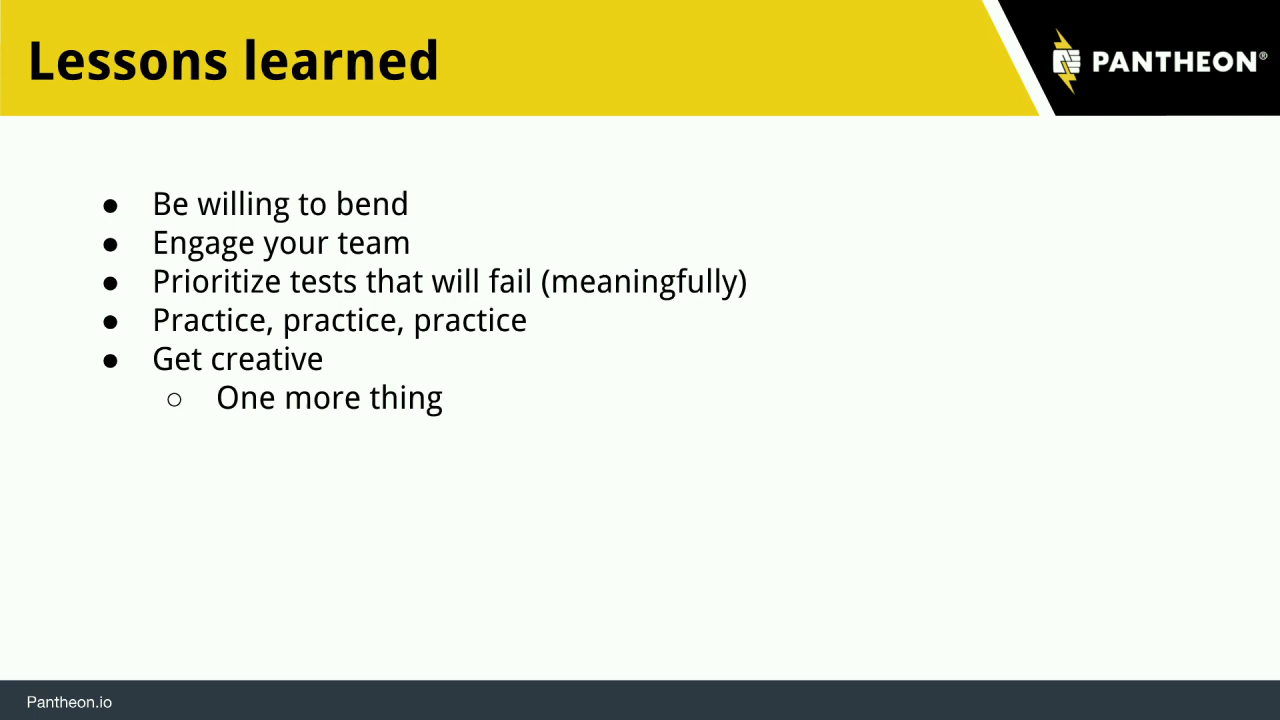 Lessons learned
PANTHEON®
● Be willing to bend
● Engage your team
● Prioritize tests that will fail (meaningfully)
● Practice, practice, practice
● Get creative
○ One more thing
Pantheon.io